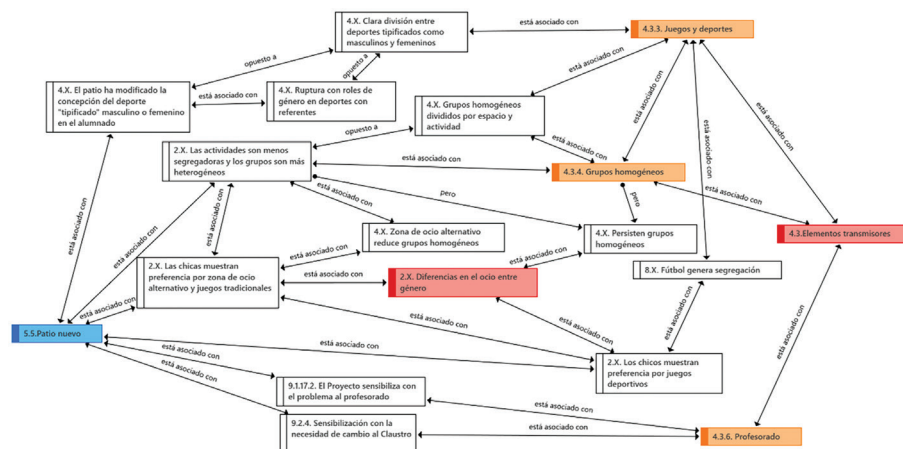 4.X. Clara división entre
deportes tipificados como
masculinos y femeninos
está asociado con
4.3.3. Juegos y deportes
opuesto a
opuesto a
está asociado con
4.X. El patio ha modificado la
concepción del deporte
"tipificado" masculino o femenino
en el alumnado
está asociado con
4.X. Ruptura con roles de
género en deportes con
referentes
4.X. Grupos homogéneos
divididos por espacio y
actividad
está asociado con
está asociado con
está asociado con
opuesto a
2.X. Las actividades son menos
segregadoras y los grupos son más
heterogéneos
está asociado con
está asociado con
4.3.4. Grupos homogéneos
está asociado con
está asociado con
está asociado con
está asociado con
está asociado con
pero
pero
4.X. Zona de ocio alternativo
reduce grupos homogéneos
4.X. Persisten grupos
homogéneos
4.3.Elementos transmisores
está asociado con
está asociado con
2.X. Las chicas muestran
preferencia por zona de ocio
alternativo y juegos tradicionales
está asociado con
2.X. Diferencias en el ocio entre
género
8.X. Fútbol genera segregación
está asociado con
está asociado con
está asociado con
está asociado con
está asociado con
5.5.Patio nuevo
está asociado con
está asociado con
está asociado con
2.X. Los chicos muestran
preferencia por juegos
deportivos
9.1.17.2. El Proyecto sensibiliza con
el problema al profesorado
está asociado con
9.2.4. Sensibilización con la
necesidad de cambio al Claustro
está asociado con
4.3.6. Profesorado